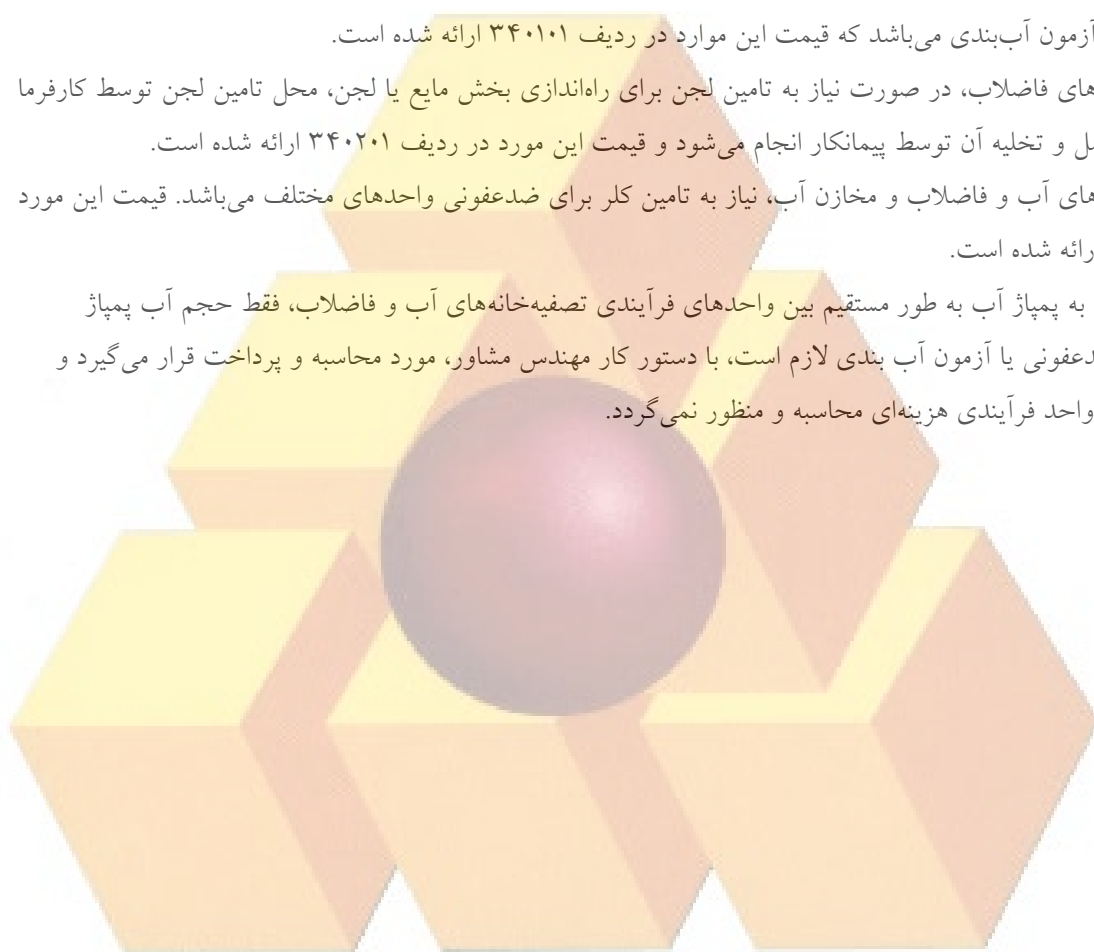 آزمون آب‌بندی می‌باشد که قیمت این موارد در ردیف ۳۴۰۱۰۱ ارائه شده است.
های فاضلاب، در صورت نیاز به تامین لجن برای راه‌اندازی بخش مایع یا لجن، محل تامین لجن توسط کارفرما
ل و تخلیه آن توسط پیمانکار انجام می‌شود و قیمت این مورد در ردیف ۳۴۰۲۰۱ ارائه شده است.
های آب و فاضلاب و مخازن آب، نیاز به تامین کلر برای ضدعفونی واحدهای مختلف می‌باشد. قیمت این مورد
رائه شده است.
به پمپاژ آب به طور مستقیم بین واحدهای فرآیندی تصفیه‌خانه‌های آب و فاضلاب، فقط حجم آب پمپاژ
دعفونی یا آزمون آب بندی لازم است، با دستور کار مهندس مشاور، مورد محاسبه و پرداخت قرار می‌گیرد و
واحد فرآیندی هزینه‌ای محاسبه و منظور نمی‌گردد.